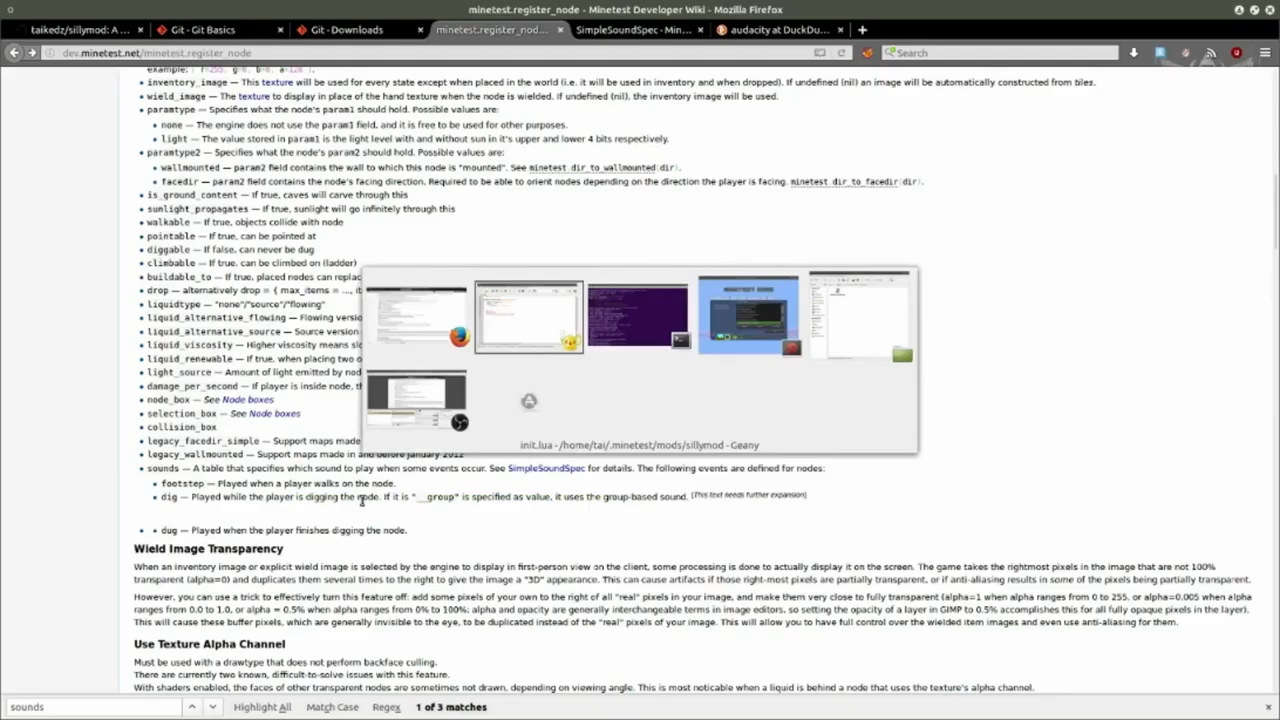 minetest.register_node - Minetest Developer Wiki - Mozilla Firefox
taikedz/sillymod: A ... × Git - Git Basics × Git - Downloads × minetest.register_nod... × SimpleSoundSpec - Min... × audacity at DuckDu... ×
dev.minetest.net/minetest.register_node Search
• inventory_image — This texture will be used for every state except when placed in the world (i.e. it will be used in inventory and when dropped). If undefined (nil) an image will be automatically constructed from tiles.
• wield_image — The texture to display in place of the hand texture when the node is wielded. If undefined (nil), the inventory image will be used.
• paramtype — Specifies what the node's param1 should hold. Possible values are:
• none — The engine does not use the param1 field, and it is free to be used for other purposes.
• light — The value stored in param1 is the light level with and without sun in it's upper and lower 4 bits respectively.
• paramtype2 — Specifies what the node's param2 should hold. Possible values are:
• wallmounted — param2 field contains the wall to which this node is "mounted". See minetest.dir_to_wallmounted(dir).
• facedir — param2 field contains the node's facing direction. Required to be able to orient nodes depending on the direction the player is facing. minetest.dir_to_facedir(dir).
• is_ground_content — If true, caves will carve through this
• sunlight_propagates — If true, sunlight will go infinitely through this
• walkable — If true, objects collide with node
• pointable — If true, can be pointed at
• diggable — If false, can never be dug
• climbable — If true, can be climbed on (ladder)
• buildable_to — If true, placed nodes can replac
• drop — alternatively drop = { max_items = ..., it
• liquidtype — "none"/"source"/"flowing"
• liquid_alternative_flowing — Flowing versio
• liquid_alternative_source — Source version
• liquid_viscosity — Higher viscosity means slo
• liquid_renewable — If true, when placing two o
• light_source — Amount of light emitted by nod
• damage_per_second — If player is inside node, th
• node_box — See Node boxes
• selection_box — See Node boxes
• collision_box
• legacy_facedir_simple — Support maps made
init.lua - /home/tai/.minetest/mods/sillymod - Geany
• legacy_wallmounted — Support maps made in and before January 2012
• sounds — A table that specifies which sound to play when some events occur. See SimpleSoundSpec for details. The following events are defined for nodes:
• footstep — Played when a player walks on the node.
• dig — Played while the player is digging the node. If it is "__group" is specified as value, it uses the group-based sound. [This text needs further expansion]
• • dug — Played when the player finishes digging the node.
Wield Image Transparency
When an inventory image or explicit wield image is selected by the engine to display in first-person view on the client, some processing is done to actually display it on the screen. The game takes the rightmost pixels in the image that are not 100%
transparent (alpha=0) and duplicates them several times to the right to give the image a "3D" appearance. This can cause artifacts if those right-most pixels are partially transparent, or if anti-aliasing results in some of the pixels being partially transparent.
However, you can use a trick to effectively turn this feature off: add some pixels of your own to the right of all "real" pixels in your image, and make them very close to fully transparent (alpha=1 when alpha ranges from 0 to 255, or alpha=0.005 when alpha
ranges from 0.0 to 1.0, or alpha = 0.5% when alpha ranges from 0% to 100%; alpha and opacity are generally interchangeable terms in image editors, so setting the opacity of a layer in GIMP to 0.5% accomplishes this for all fully opaque pixels in the layer).
This will cause these buffer pixels, which are generally invisible to the eye, to be duplicated instead of the "real" pixels of your image. This will allow you to have full control over the wielded item images and even use anti-aliasing for them.
Use Texture Alpha Channel
Must be used with a drawtype that does not perform backface culling.
There are currently two known, difficult-to-solve issues with this feature.
With shaders enabled, the faces of other transparent nodes are sometimes not drawn, depending on viewing angle. This is most noticable when a liquid is behind a node that uses the texture's alpha channel.
sounds Highlight All Match Case Regex 1 of 3 matches ×